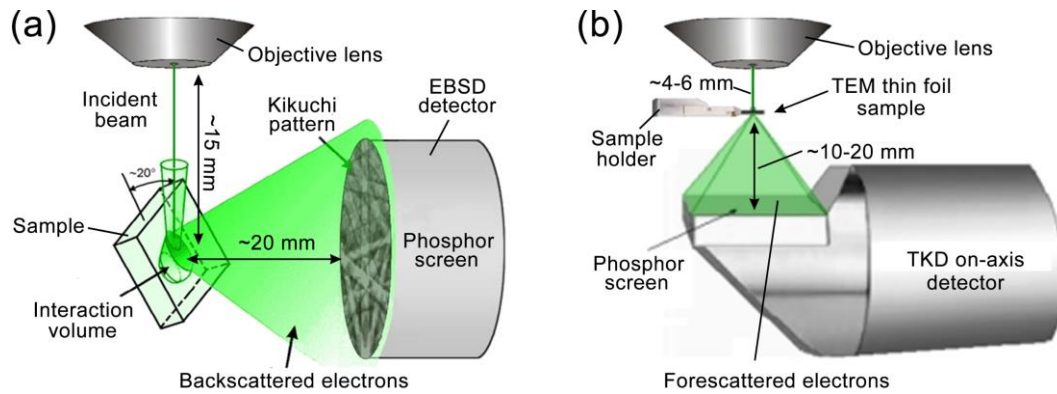 (a)
Objective lens
Incident
beam
~15 mm
Kikuchi
pattern
EBSD
detector
~20°
Sample
~20 mm
Phosphor
screen
Interaction
volume
Backscattered electrons
(b)
Objective lens
~4-6 mm
TEM thin foil
sample
Sample
holder
~10-20 mm
Phosphor
screen
TKD on-axis
detector
Forescattered electrons